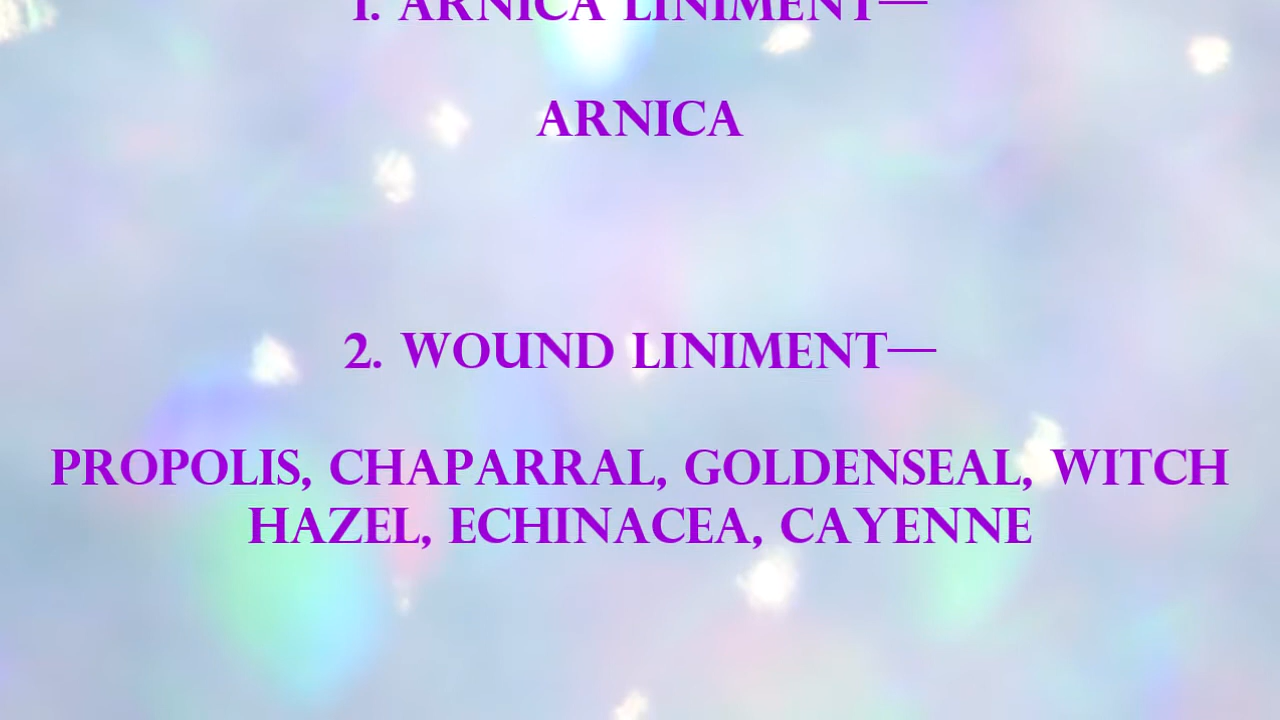 1. ARNICA LINIMENT—
ARNICA
2. WOUND LINIMENT—
PROPOLIS, CHAPARRAL, GOLDENSEAL, WITCH
HAZEL, ECHINACEA, CAYENNE